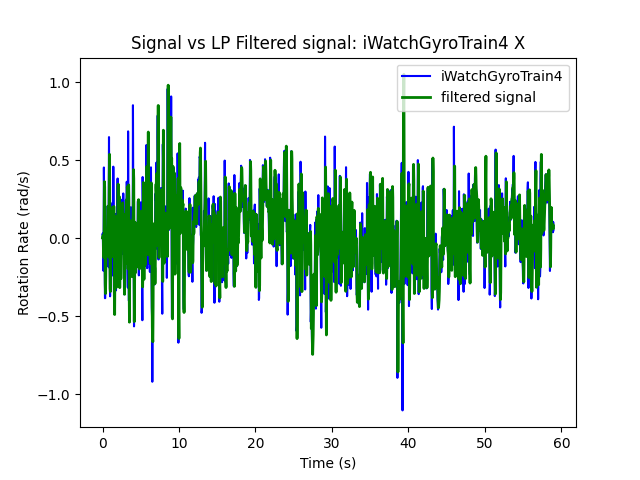 Signal vs LP Filtered signal: iWatchGyroTrain4 X
iWatchGyroTrain4
filtered signal
1.0
0.5
0.0
−0.5
−1.0
Rotation Rate (rad/s)
0 10 20 30 40 50 60
Time (s)